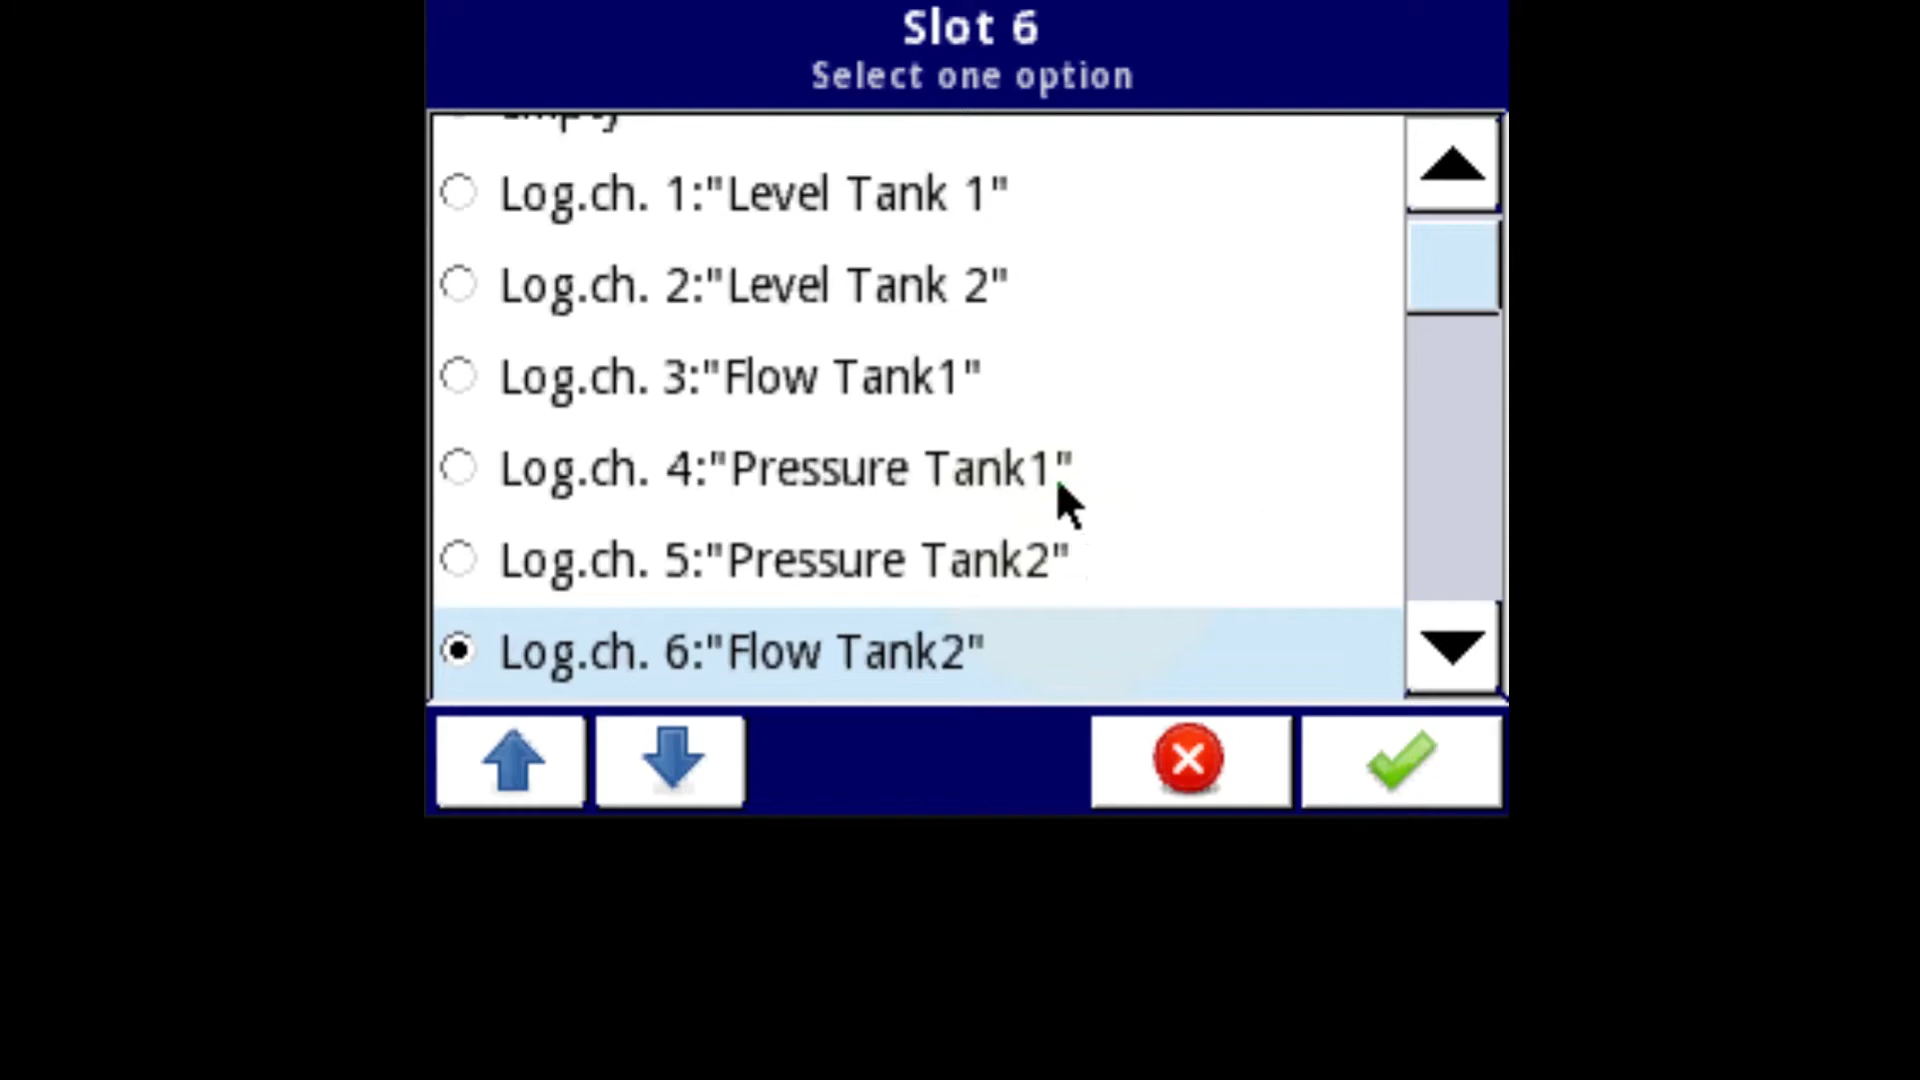 Slot 6
Select one option
Empty
Log.ch. 1:"Level Tank 1"
Log.ch. 2:"Level Tank 2"
Log.ch. 3:"Flow Tank1"
Log.ch. 4:"Pressure Tank1"
Log.ch. 5:"Pressure Tank2"
Log.ch. 6:"Flow Tank2"